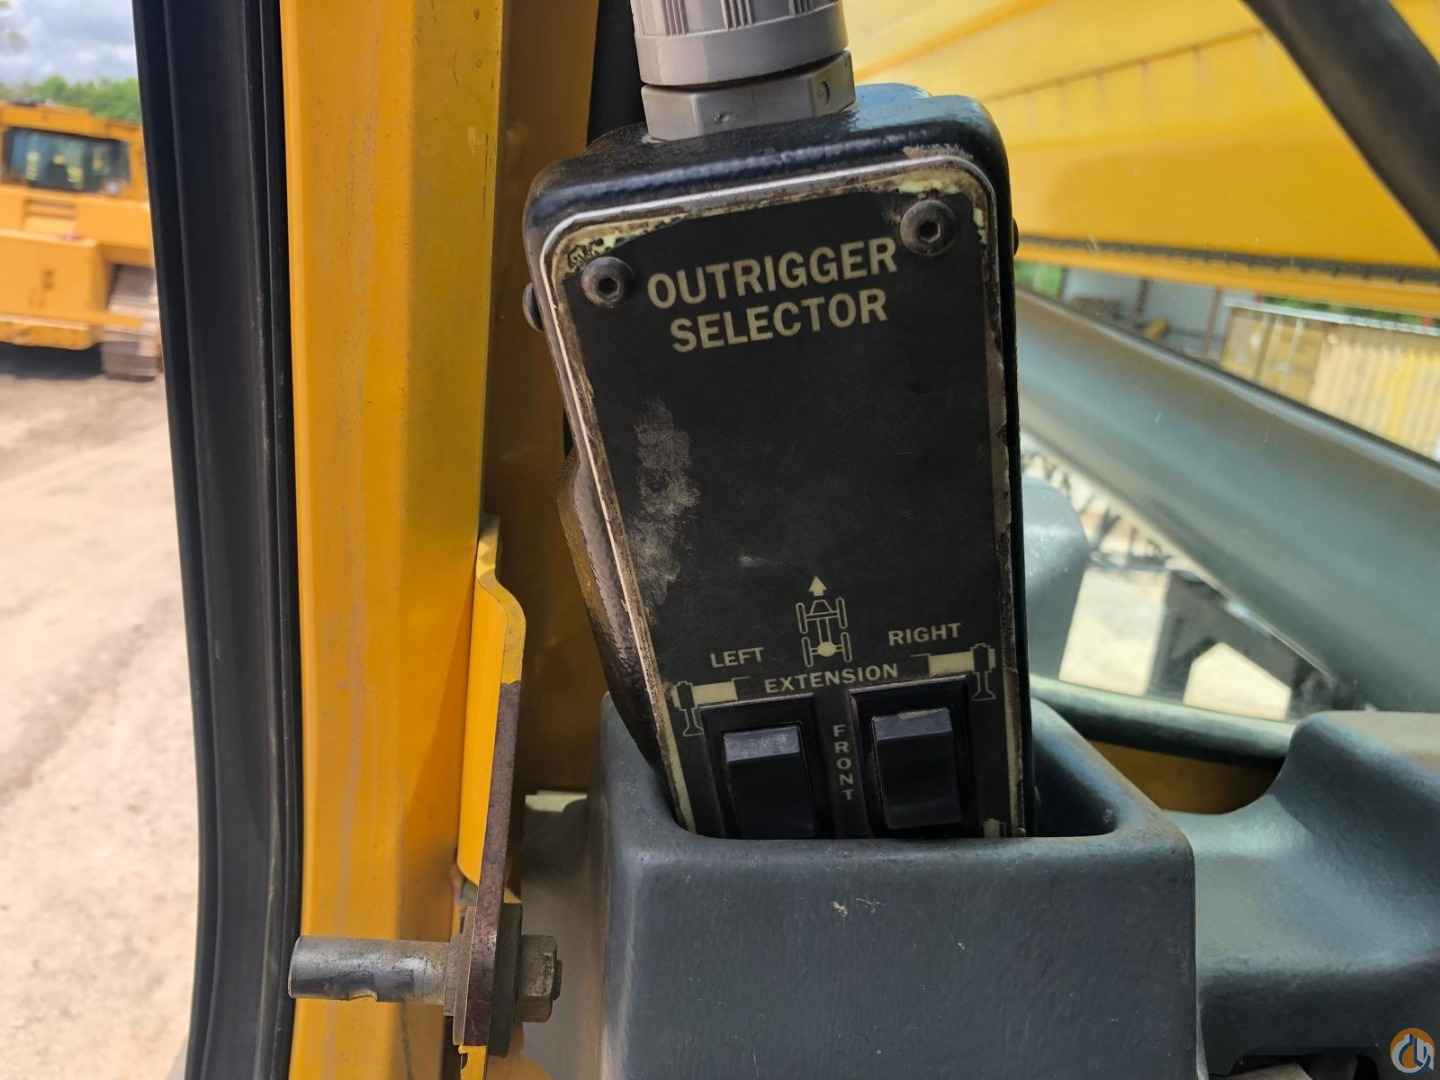 OUTRIGGER
SELECTOR
LEFT
RIGHT
EXTENSION
FRONT